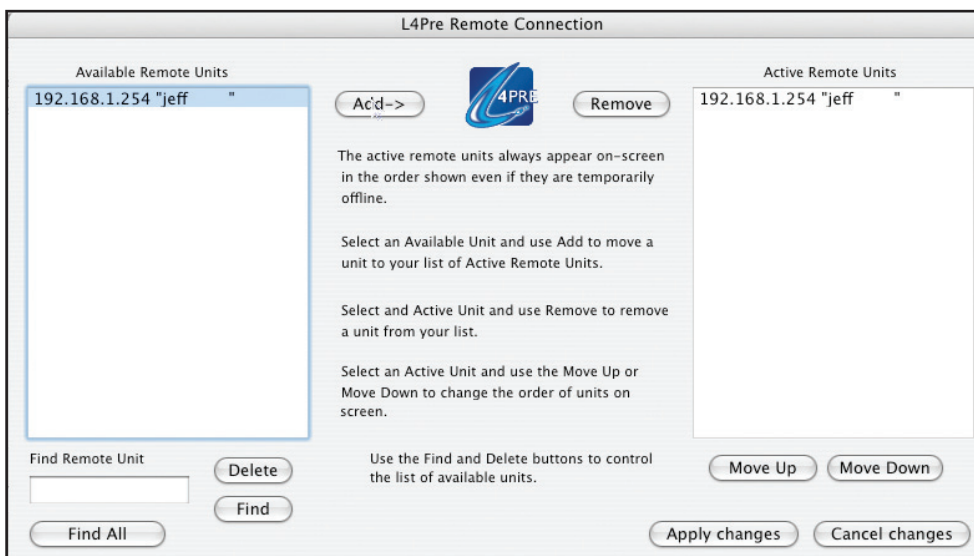 L4Pre Remote Connection
Available Remote Units
Active Remote Units
192.168.1.254 "jeff        "
Add->
4PRE
Remove
192.168.1.254 "jeff        "
The active remote units always appear on-screen
in the order shown even if they are temporarily
offline.
Select an Available Unit and use Add to move a
unit to your list of Active Remote Units.
Select and Active Unit and use Remove to remove
a unit from your list.
Select an Active Unit and use the Move Up or
Move Down to change the order of units on
screen.
Find Remote Unit
Delete
Find
Find All
Use the Find and Delete buttons to control
the list of available units.
Move Up
Move Down
Apply changes
Cancel changes